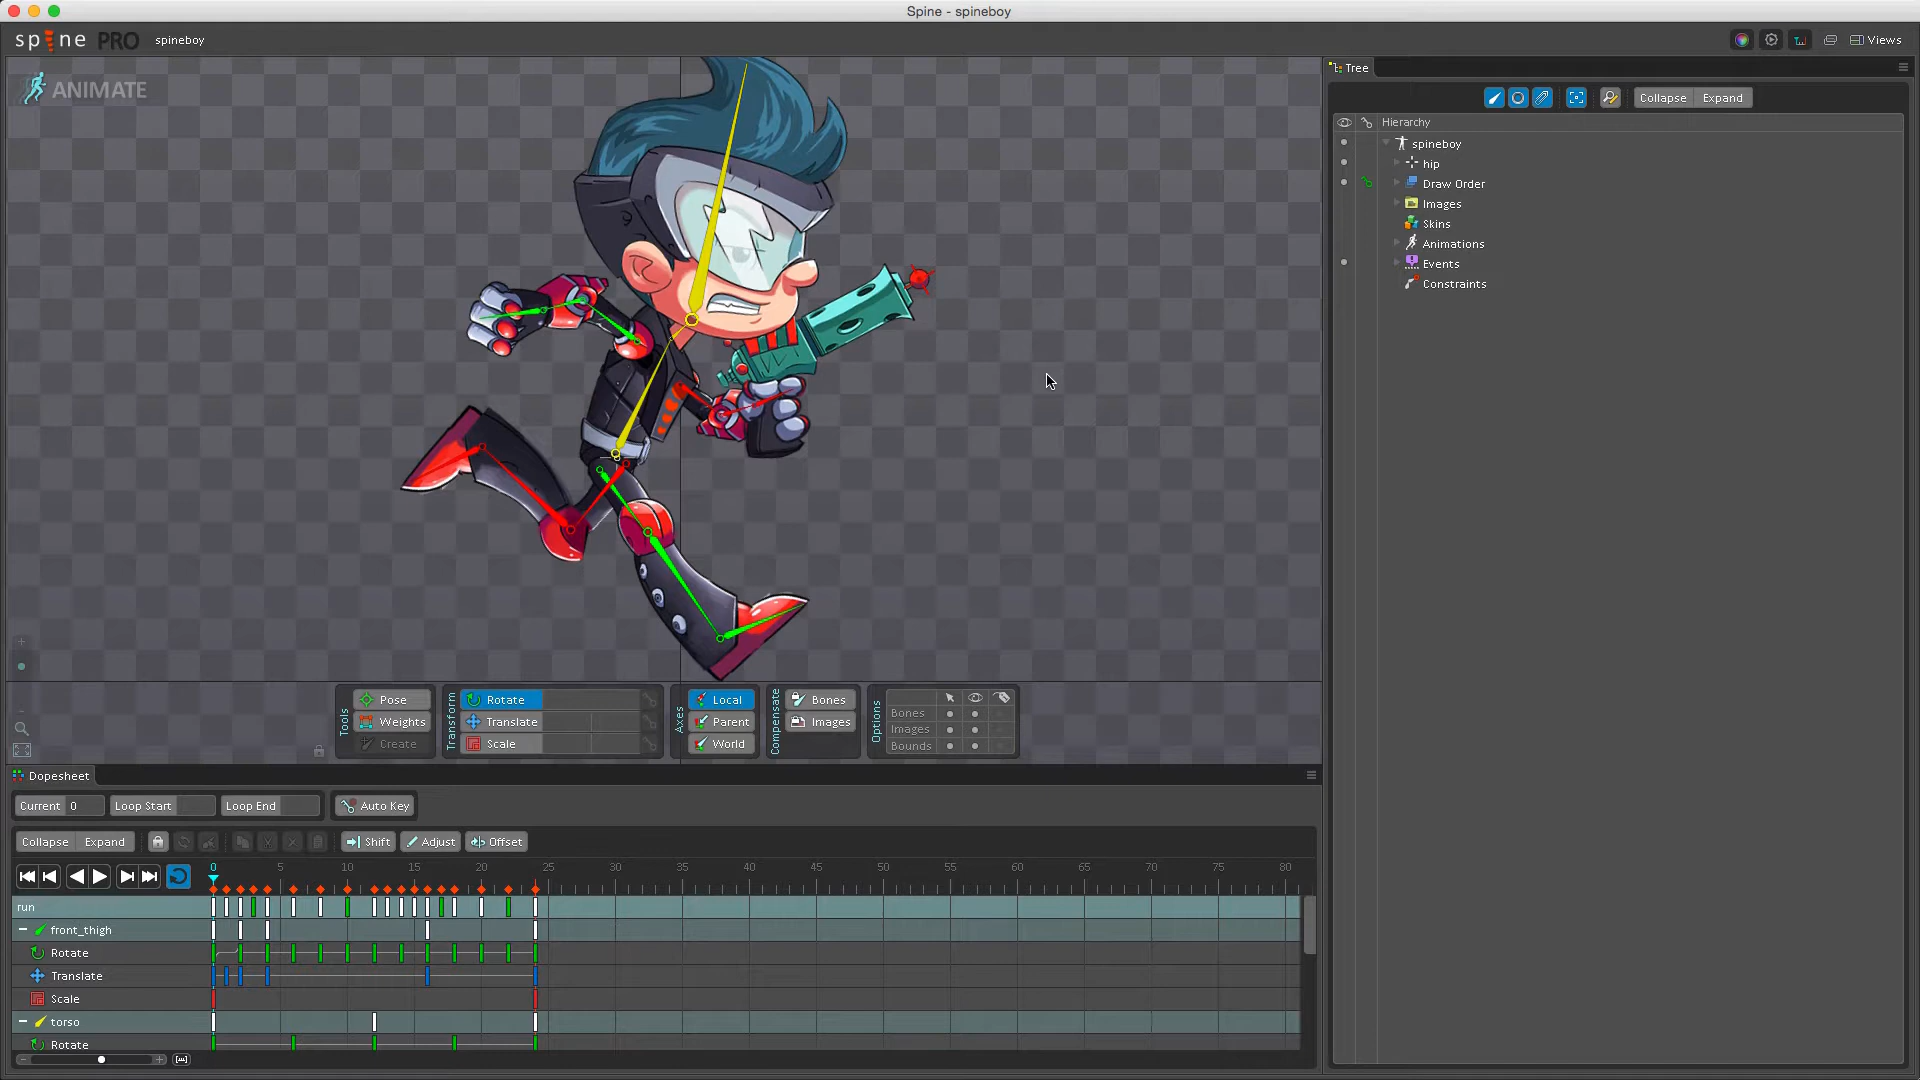 Spine - spineboy
spine PRO spineboy
Views
ANIMATE
Tree
Collapse Expand
Hierarchy
spineboy
hip
Draw Order
Images
Skins
Animations
Events
Constraints
Tools
Pose
Weights
Create
Transform
Rotate
Translate
Scale
Axes
Local
Parent
World
Compensate
Bones
Images
Options
Bones
Images
Bounds
Dopesheet
Current 0 Loop Start Loop End Auto Key
Collapse Expand Shift Adjust Offset
0 5 10 15 20 25 30 35 40 45 50 55 60 65 70 75 80
run
front_thigh
Rotate
Translate
Scale
torso
Rotate